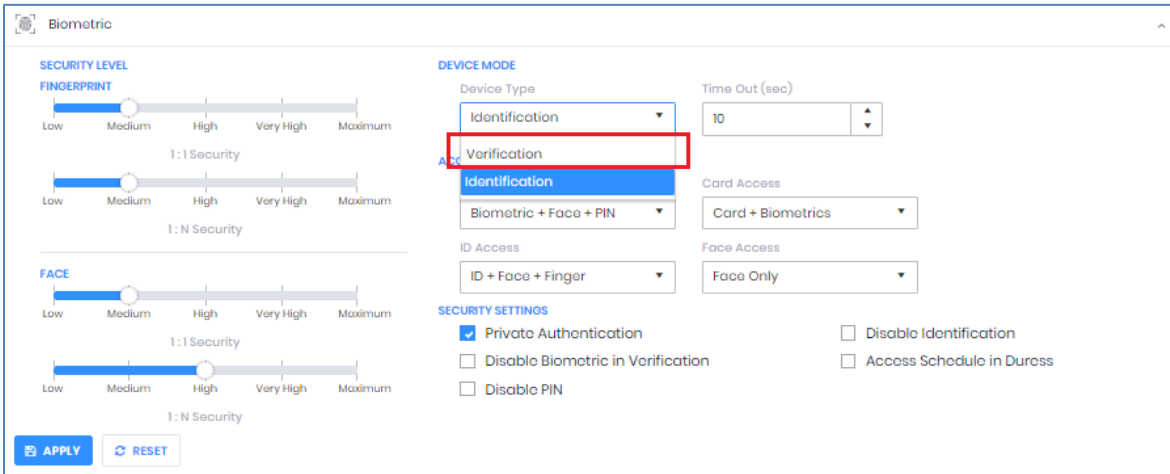 Biometric
SECURITY LEVEL
FINGERPRINT
Low Medium High Very High Maximum
1 : 1 Security
Low Medium High Very High Maximum
1 : N Security
FACE
Low Medium High Very High Maximum
1 : 1 Security
Low Medium High Very High Maximum
1 : N Security
DEVICE MODE
Device Type Time Out (sec)
Identification 10
Verification
Identification
Card Access
Biometric + Face + PIN Card + Biometrics
ID Access Face Access
ID + Face + Finger Face Only
SECURITY SETTINGS
Private Authentication Disable Identification
Disable Biometric in Verification Access Schedule in Duress
Disable PIN
APPLY RESET